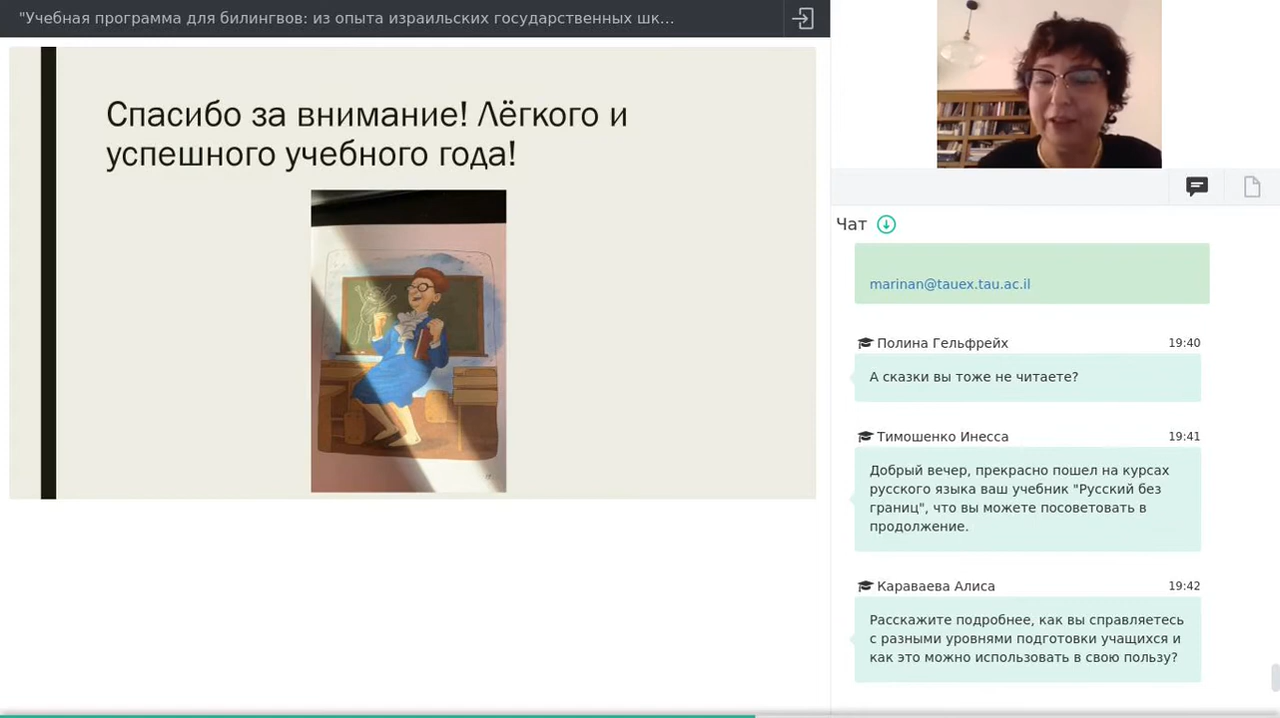 "Учебная программа для билингвов: из опыта израильских государственных шк...
Спасибо за внимание! Лёгкого и
успешного учебного года!
Чат
marinan@tauex.tau.ac.il
Полина Гельфрейх 19:40
А сказки вы тоже не читаете?
Тимошенко Инесса 19:41
Добрый вечер, прекрасно пошел на курсах
русского языка ваш учебник "Русский без
границ", что вы можете посоветовать в
продолжение.
Караваева Алиса 19:42
Расскажите подробнее, как вы справляетесь
с разными уровнями подготовки учащихся и
как это можно использовать в свою пользу?